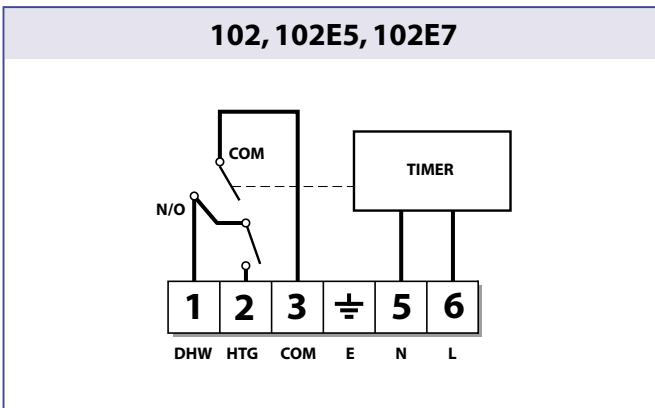 102, 102E5, 102E7
COM
TIMER
N/O
1 2 3 5 6
DHW HTG COM E N L